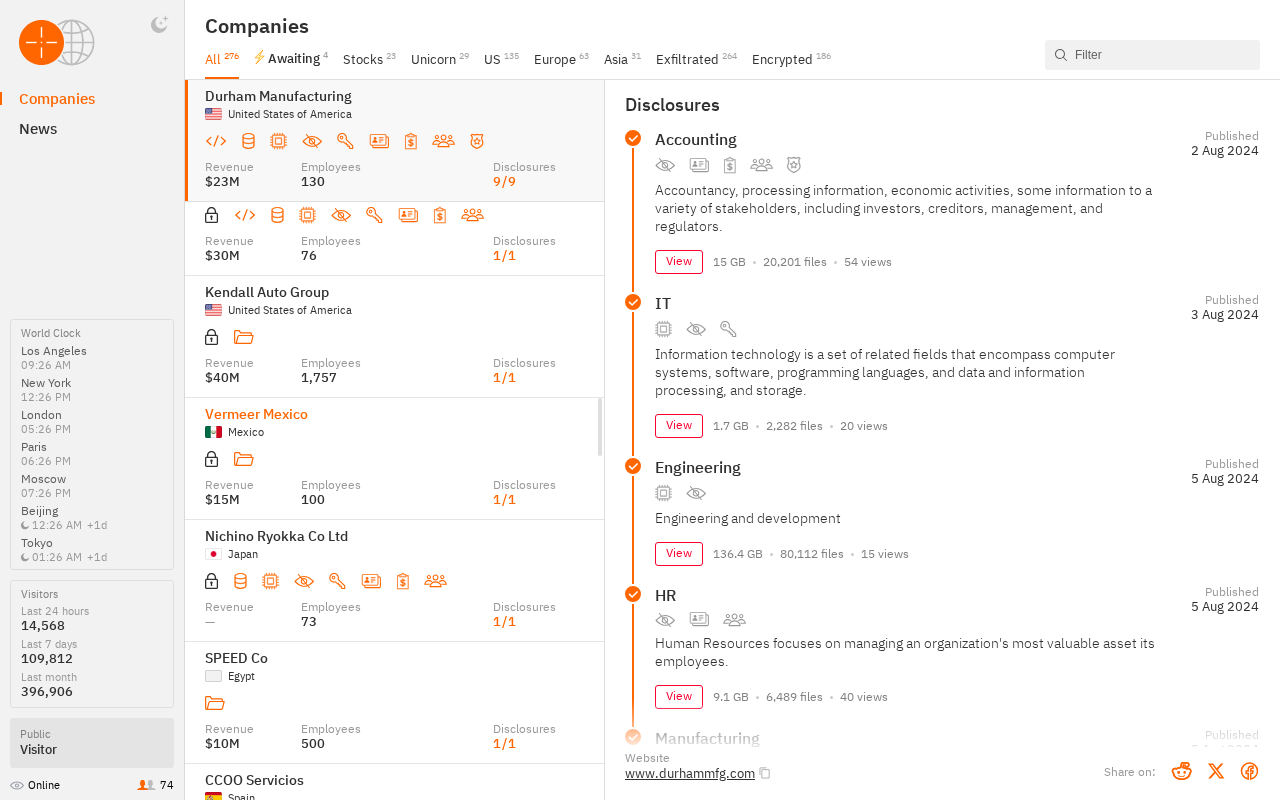 Companies
News
World Clock
Los Angeles
09:26 AM
New York
12:26 PM
London
05:26 PM
Paris
06:26 PM
Moscow
07:26 PM
Beijing
12:26 AM +1d
Tokyo
01:26 AM +1d
Visitors
Last 24 hours
14,568
Last 7 days
109,812
Last month
396,906
Public
Visitor
Online 74
Companies
All 276 Awaiting 4 Stocks 23 Unicorn 29 US 135 Europe 63 Asia 31 Exfiltrated 264 Encrypted 186
Filter
Durham Manufacturing
United States of America
Revenue Employees Disclosures
$23M 130 9/9
Revenue Employees Disclosures
$30M 76 1/1
Kendall Auto Group
United States of America
Revenue Employees Disclosures
$40M 1,757 1/1
Vermeer Mexico
Mexico
Revenue Employees Disclosures
$15M 100 1/1
Nichino Ryokka Co Ltd
Japan
Revenue Employees Disclosures
— 73 1/1
SPEED Co
Egypt
Revenue Employees Disclosures
$10M 500 1/1
CCOO Servicios
Spain
Disclosures
Accounting
Published
2 Aug 2024
Accountancy, processing information, economic activities, some information to a
variety of stakeholders, including investors, creditors, management, and
regulators.
View 15 GB • 20,201 files • 54 views
IT
Published
3 Aug 2024
Information technology is a set of related fields that encompass computer
systems, software, programming languages, and data and information
processing, and storage.
View 1.7 GB • 2,282 files • 20 views
Engineering
Published
5 Aug 2024
Engineering and development
View 136.4 GB • 80,112 files • 15 views
HR
Published
5 Aug 2024
Human Resources focuses on managing an organization's most valuable asset its
employees.
View 9.1 GB • 6,489 files • 40 views
Manufacturing
Published
5 Aug 2024
Website
www.durhammfg.com
Share on: